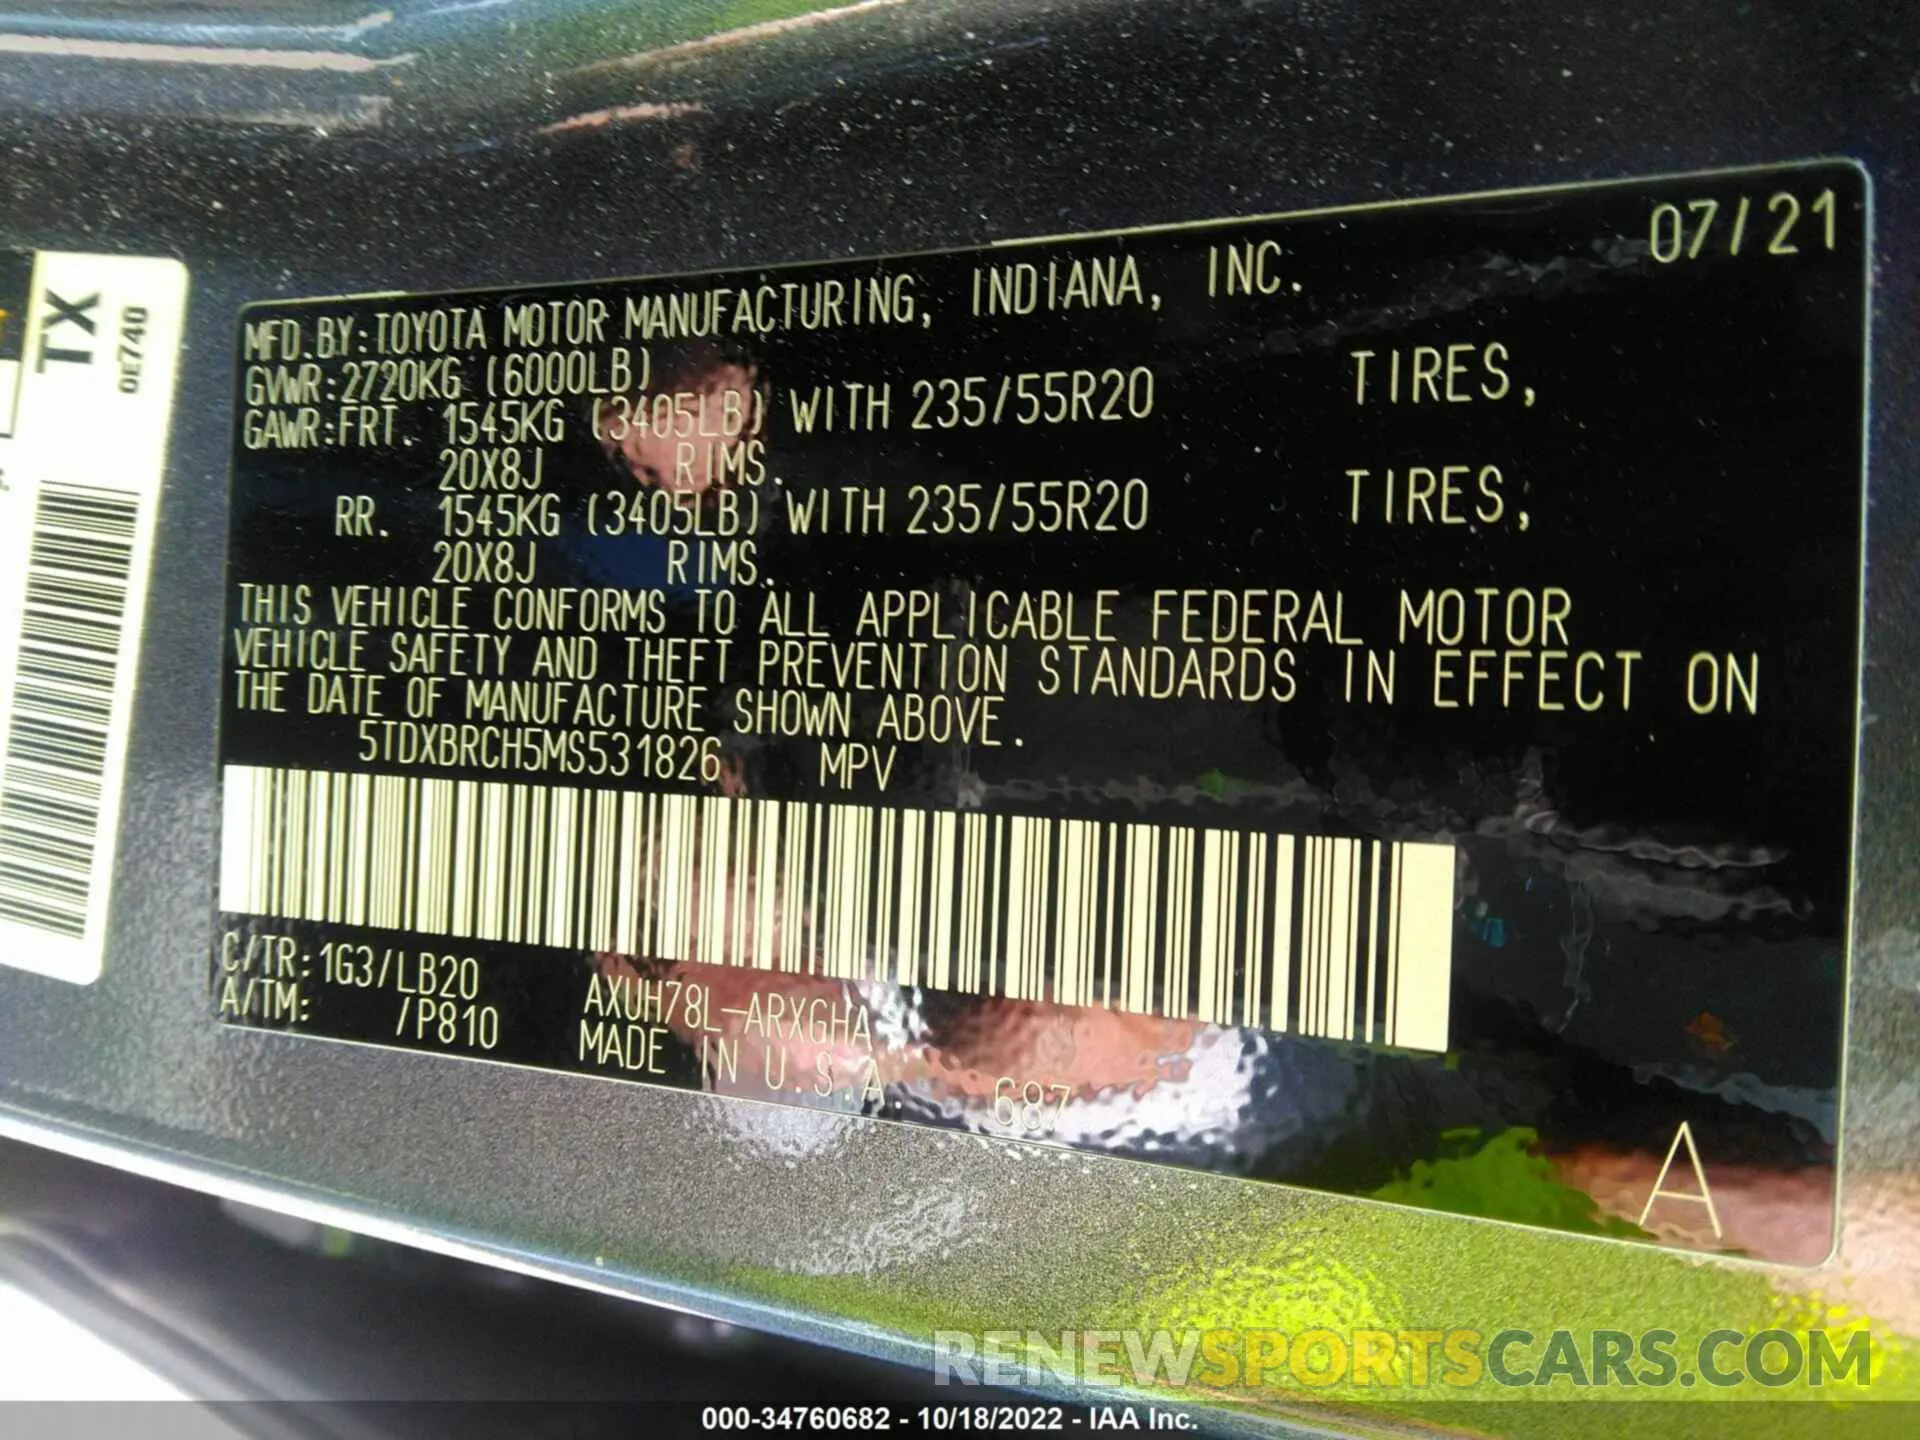 07/21
MFD. BY: TOYOTA MOTOR MANUFACTURING, INDIANA, INC.
GVWR: 2720KG (6000LB)
GAWR: FRT. 1545KG (3405LB) WITH 235/55R20 TIRES,
20X8J RIMS.
RR. 1545KG (3405LB) WITH 235/55R20 TIRES,
20X8J RIMS.
THIS VEHICLE CONFORMS TO ALL APPLICABLE FEDERAL MOTOR
VEHICLE SAFETY AND THEFT PREVENTION STANDARDS IN EFFECT ON
THE DATE OF MANUFACTURE SHOWN ABOVE.
5TDXBRCH5MS531826 MPV
C/TR: 1G3/LB20 AXUH78L-ARXGHA
A/TM: /P810 MADE IN U.S.A. 687
A
TX
0E740
RENEWSPORTSCARS.COM
000-34760682 - 10/18/2022 - IAA Inc.